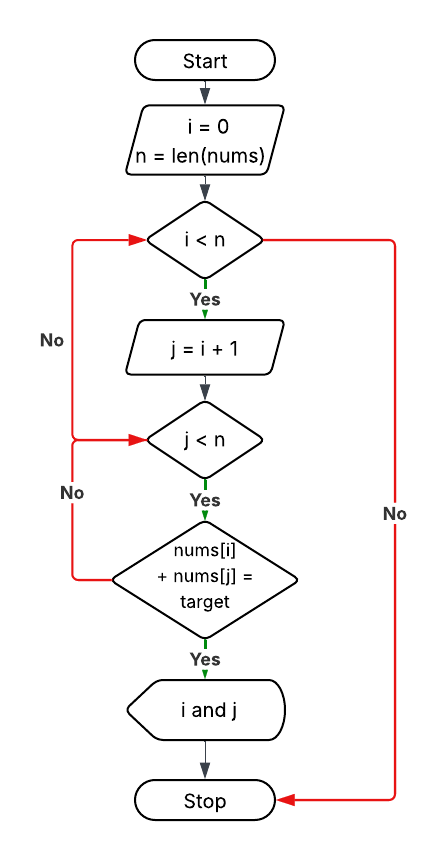 Start
i = 0
n = len(nums)
i < n
Yes
No
j = i + 1
j < n
No
Yes
No
nums[i]
+ nums[j] =
target
Yes
i and j
Stop